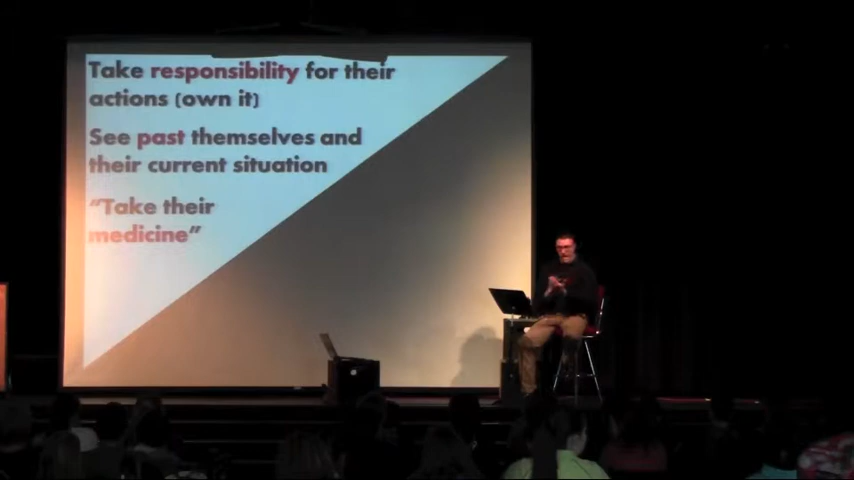 Take responsibility for their
actions (own it)
See past themselves and
their current situation
"Take their
medicine"